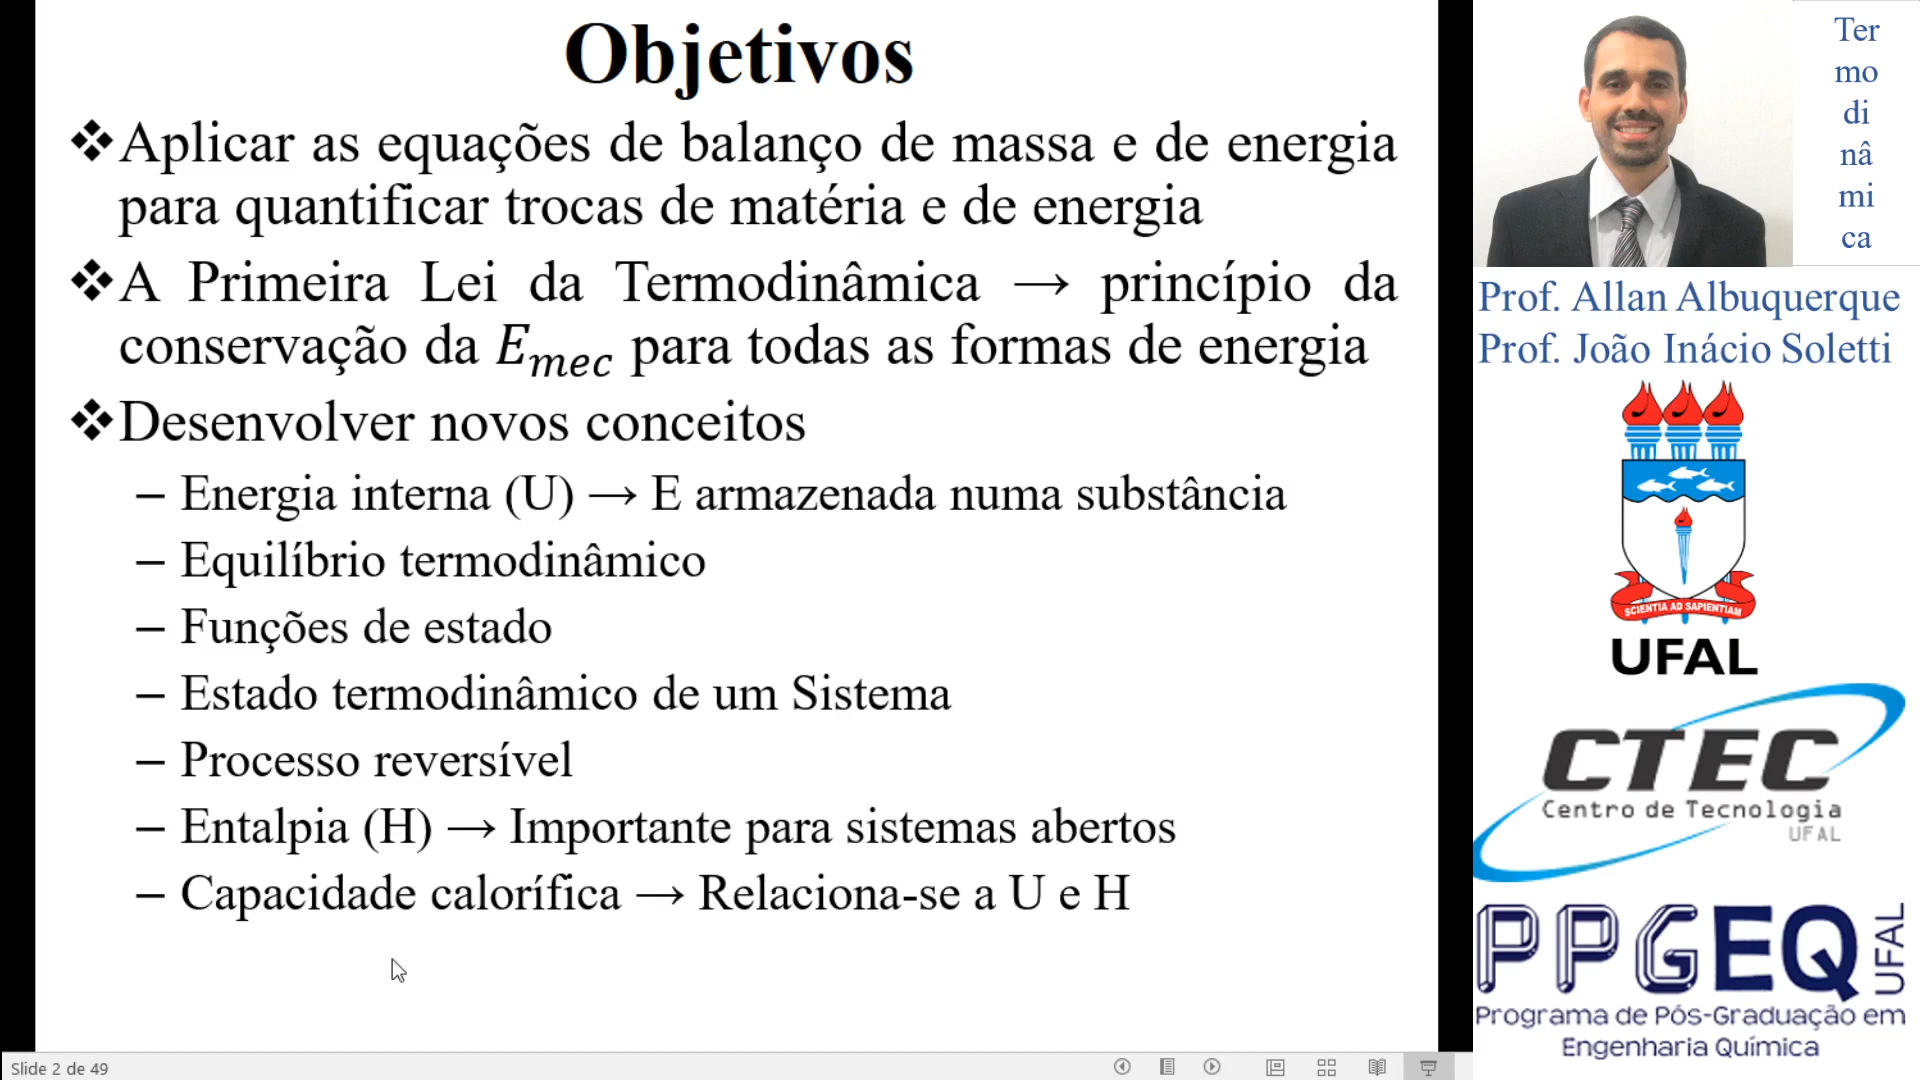 Objetivos
❖Aplicar as equações de balanço de massa e de energia
para quantificar trocas de matéria e de energia
❖A Primeira Lei da Termodinâmica → princípio da
conservação da E_mec para todas as formas de energia
❖Desenvolver novos conceitos
– Energia interna (U) → E armazenada numa substância
– Equilíbrio termodinâmico
– Funções de estado
– Estado termodinâmico de um Sistema
– Processo reversível
– Entalpia (H) → Importante para sistemas abertos
– Capacidade calorífica → Relaciona-se a U e H
Slide 2 de 49
Ter
mo
di
nâ
mi
ca
Prof. Allan Albuquerque
Prof. João Inácio Soletti
SCIENTIA AD SAPIENTIAM
UFAL
CTEC
Centro de Tecnologia
UFAL
PPGEQ
UFAL
Programa de Pós-Graduação em
Engenharia Química